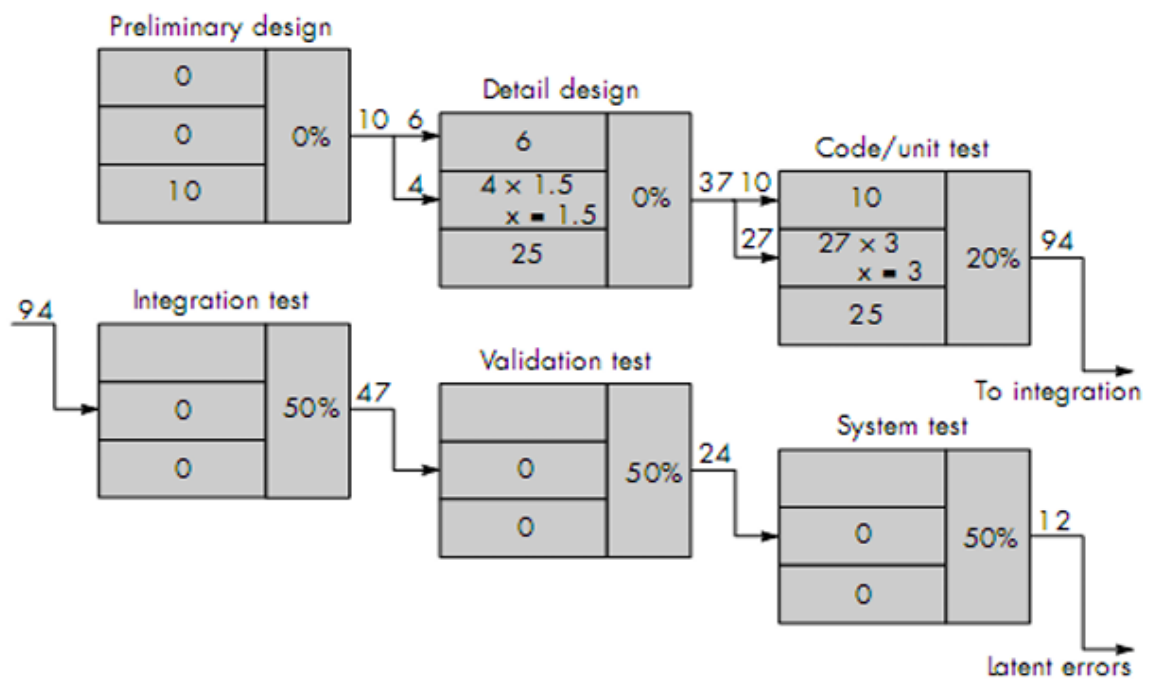 Preliminary design
0
0
10
0%
10 6
4
Detail design
6
4 × 1.5
x = 1.5
25
0%
37 10
27
Code/unit test
10
27 × 3
x = 3
25
20%
94
To integration
94
Integration test
0
0
50%
47
Validation test
0
0
50%
24
System test
0
0
50%
12
Latent errors